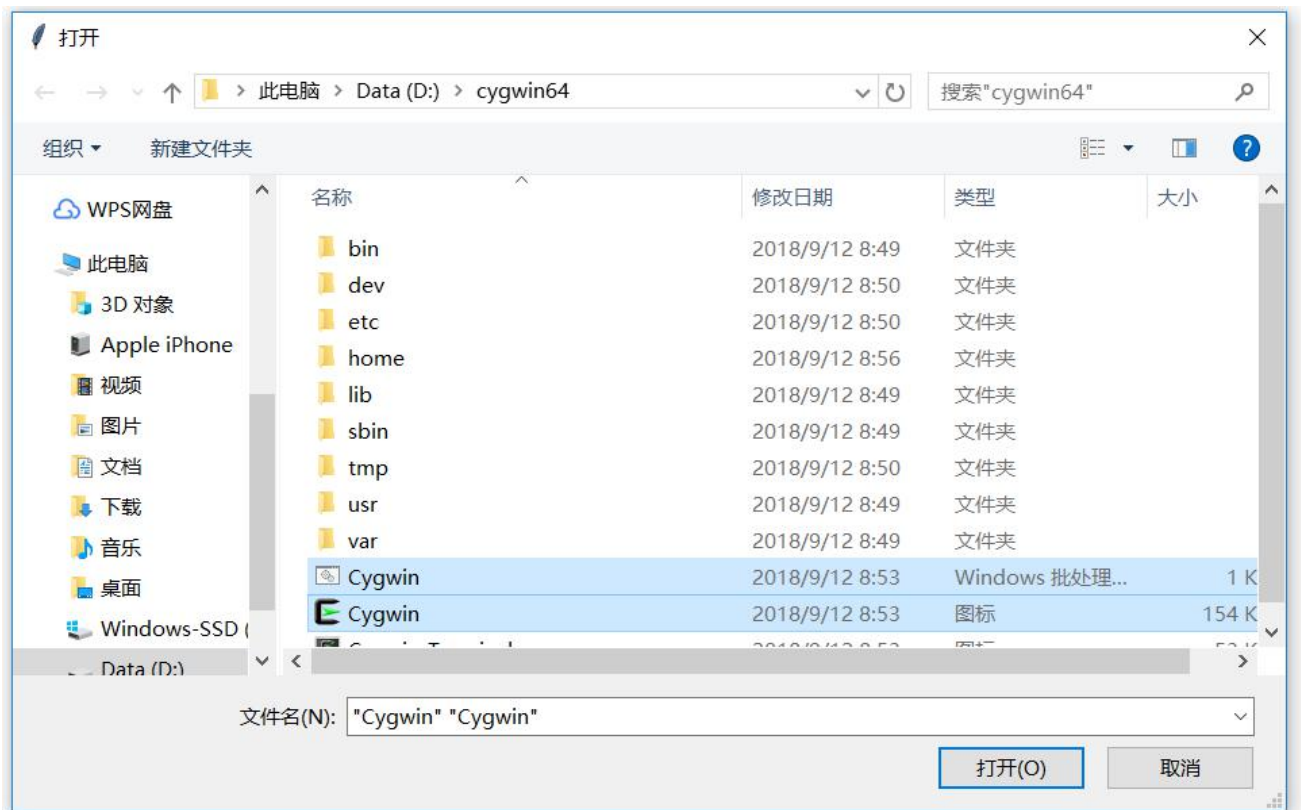 打开
此电脑 > Data (D:) > cygwin64
搜索"cygwin64"
组织
新建文件夹
WPS网盘
此电脑
3D 对象
Apple iPhone
视频
图片
文档
下载
音乐
桌面
Windows-SSD (
Data (D:)
名称 修改日期 类型 大小
bin 2018/9/12 8:49 文件夹
dev 2018/9/12 8:50 文件夹
etc 2018/9/12 8:50 文件夹
home 2018/9/12 8:56 文件夹
lib 2018/9/12 8:49 文件夹
sbin 2018/9/12 8:49 文件夹
tmp 2018/9/12 8:50 文件夹
usr 2018/9/12 8:49 文件夹
var 2018/9/12 8:49 文件夹
Cygwin 2018/9/12 8:53 Windows 批处理... 1 K
Cygwin 2018/9/12 8:53 图标 154 K
文件名(N): "Cygwin" "Cygwin"
打开(O) 取消